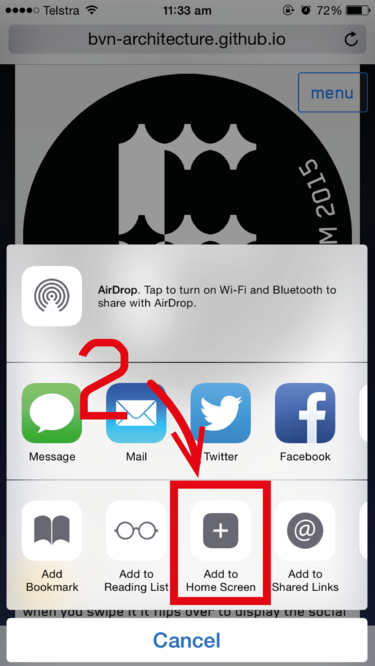 Telstra 11:33 am 72%
bvn-architecture.github.io
menu
M 2015
AirDrop. Tap to turn on Wi-Fi and Bluetooth to
share with AirDrop.
2
Message Mail Twitter Facebook
Add to Add to Add to
Add
Bookmark
Reading List
Home Screen
Shared Links
when you swipe it it flips over to display the social
Cancel